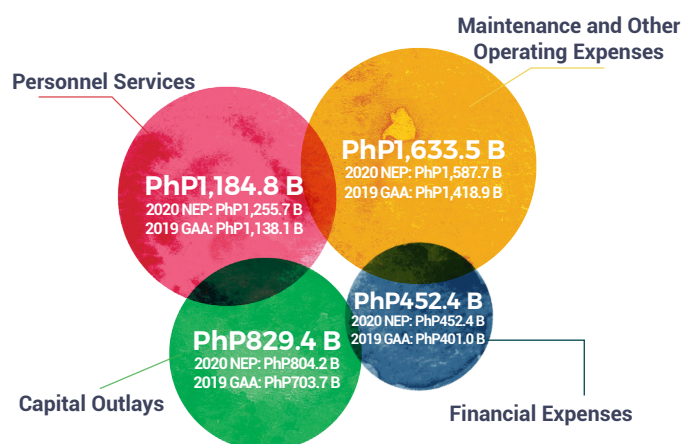 Maintenance and Other
Operating Expenses
Personnel Services
PhP1,633.5 B
2020 NEP: PhP1,587.7 B
2019 GAA: PhP1,418.9 B
PhP1,184.8 B
2020 NEP: PhP1,255.7 B
2019 GAA: PhP1,138.1 B
PhP452.4 B
2020 NEP: PhP452.4 B
2019 GAA: PhP401.0 B
PhP829.4 B
2020 NEP: PhP804.2 B
2019 GAA: PhP703.7 B
Capital Outlays
Financial Expenses